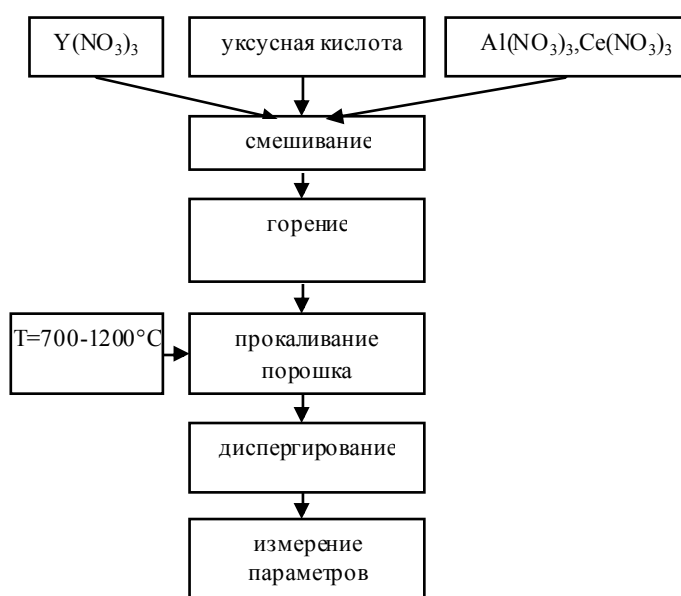 Y(NO₃)₃
уксусная кислота
Al(NO₃)₃,Ce(NO₃)₃
смешивание
горение
T=700-1200°C
прокаливание
порошка
диспергирование
измерение
параметров